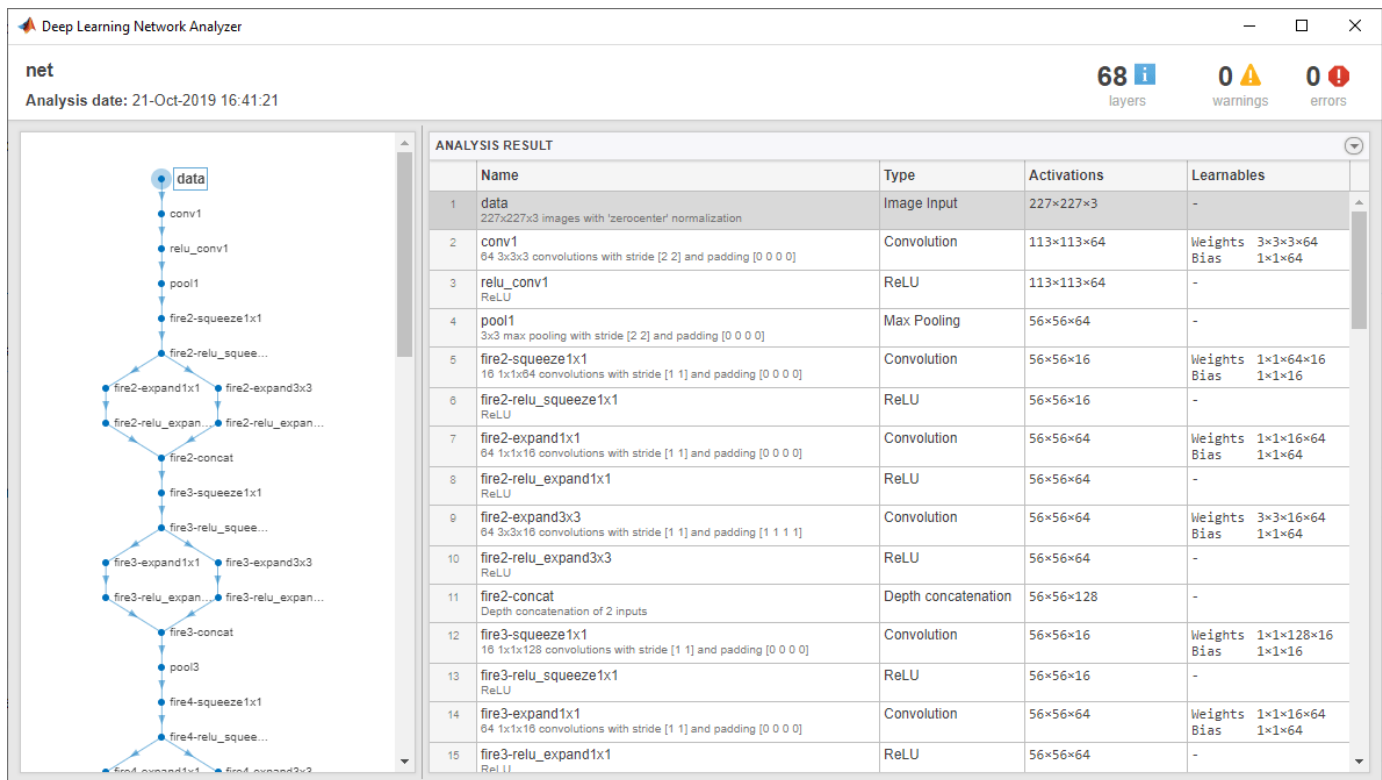 Deep Learning Network Analyzer
net
Analysis date: 21-Oct-2019 16:41:21
68 layers
0 warnings
0 errors
data
conv1
relu_conv1
pool1
fire2-squeeze1x1
fire2-relu_squee...
fire2-expand1x1 fire2-expand3x3
fire2-relu_expan... fire2-relu_expan...
fire2-concat
fire3-squeeze1x1
fire3-relu_squee...
fire3-expand1x1 fire3-expand3x3
fire3-relu_expan... fire3-relu_expan...
fire3-concat
pool3
fire4-squeeze1x1
fire4-relu_squee...
fire4-expand1x1 fire4-expand3x3
ANALYSIS RESULT
Name Type Activations Learnables
1 data Image Input 227×227×3 -
227x227x3 images with 'zerocenter' normalization
2 conv1 Convolution 113×113×64 Weights 3×3×3×64
64 3x3x3 convolutions with stride [2 2] and padding [0 0 0 0] Bias 1×1×64
3 relu_conv1 ReLU 113×113×64 -
ReLU
4 pool1 Max Pooling 56×56×64 -
3x3 max pooling with stride [2 2] and padding [0 0 0 0]
5 fire2-squeeze1x1 Convolution 56×56×16 Weights 1×1×64×16
16 1x1x64 convolutions with stride [1 1] and padding [0 0 0 0] Bias 1×1×16
6 fire2-relu_squeeze1x1 ReLU 56×56×16 -
ReLU
7 fire2-expand1x1 Convolution 56×56×64 Weights 1×1×16×64
64 1x1x16 convolutions with stride [1 1] and padding [0 0 0 0] Bias 1×1×64
8 fire2-relu_expand1x1 ReLU 56×56×64 -
ReLU
9 fire2-expand3x3 Convolution 56×56×64 Weights 3×3×16×64
64 3x3x16 convolutions with stride [1 1] and padding [1 1 1 1] Bias 1×1×64
10 fire2-relu_expand3x3 ReLU 56×56×64 -
ReLU
11 fire2-concat Depth concatenation 56×56×128 -
Depth concatenation of 2 inputs
12 fire3-squeeze1x1 Convolution 56×56×16 Weights 1×1×128×16
16 1x1x128 convolutions with stride [1 1] and padding [0 0 0 0] Bias 1×1×16
13 fire3-relu_squeeze1x1 ReLU 56×56×16 -
ReLU
14 fire3-expand1x1 Convolution 56×56×64 Weights 1×1×16×64
64 1x1x16 convolutions with stride [1 1] and padding [0 0 0 0] Bias 1×1×64
15 fire3-relu_expand1x1 ReLU 56×56×64 -
ReLU